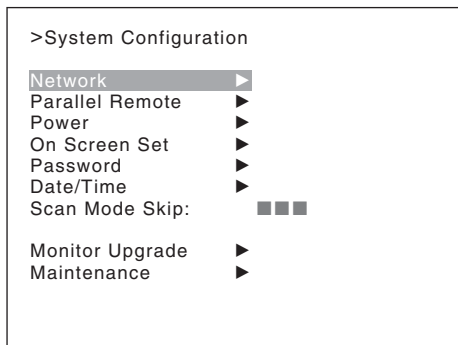 >System Configuration
Network ▶
Parallel Remote ▶
Power ▶
On Screen Set ▶
Password ▶
Date/Time ▶
Scan Mode Skip: ■■■
Monitor Upgrade ▶
Maintenance ▶